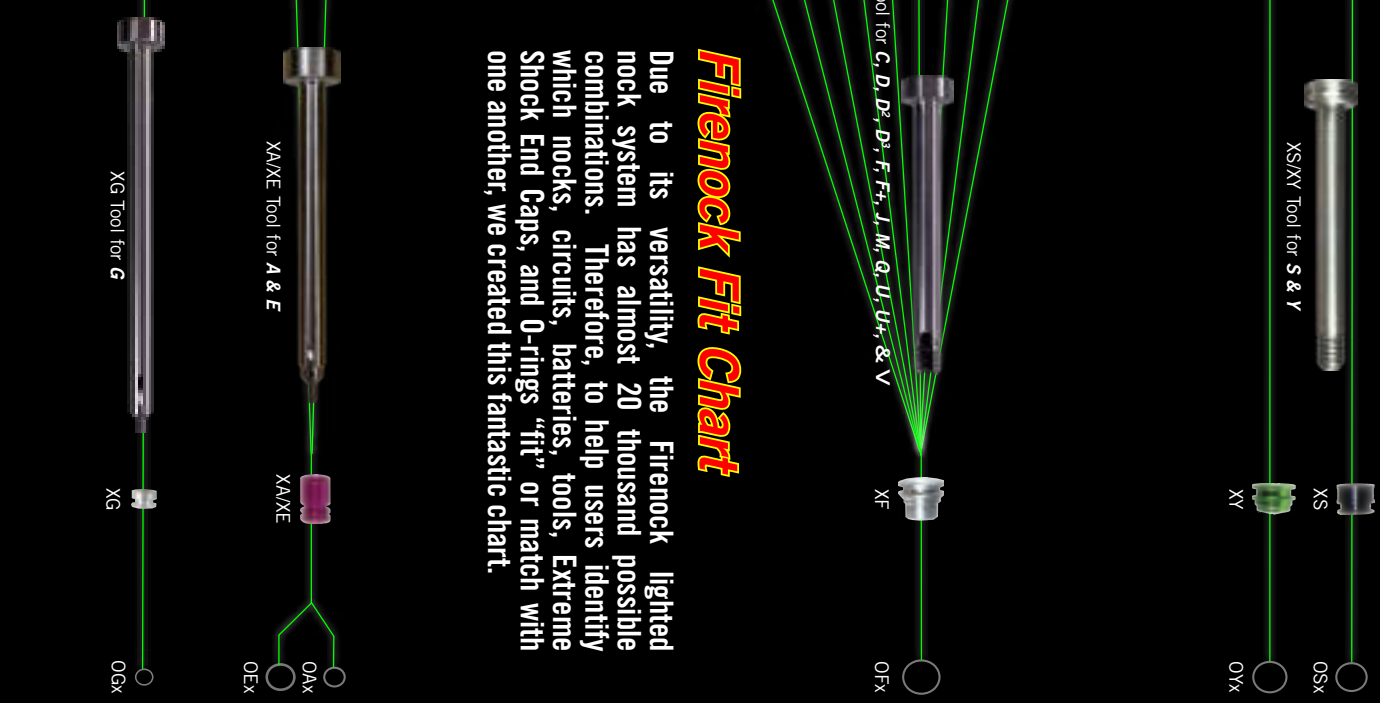 XS
OSx
XS/XY Tool for S & Y
XY
OYx
ool for C, D, D², D³, F, F+, J, M, Q, U, U+, & V
XF
OFx
Firenock Fit Chart
Due to its versatility, the Firenock lighted
nock system has almost 20 thousand possible
combinations. Therefore, to help users identify
which nocks, circuits, batteries, tools, Extreme
Shock End Caps, and O-rings “fit” or match with
one another, we created this fantastic chart.
OAx
XA/XE Tool for A & E
XA/XE
OEx
XG Tool for G
XG
OGx